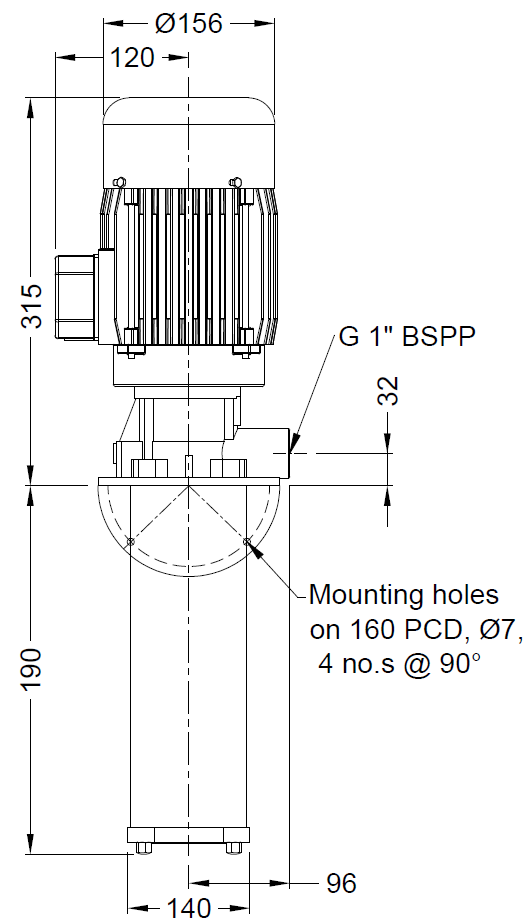 Ø156
120
315
G 1" BSPP
32
Mounting holes
on 160 PCD, Ø7,
4 no.s @ 90°
190
96
140